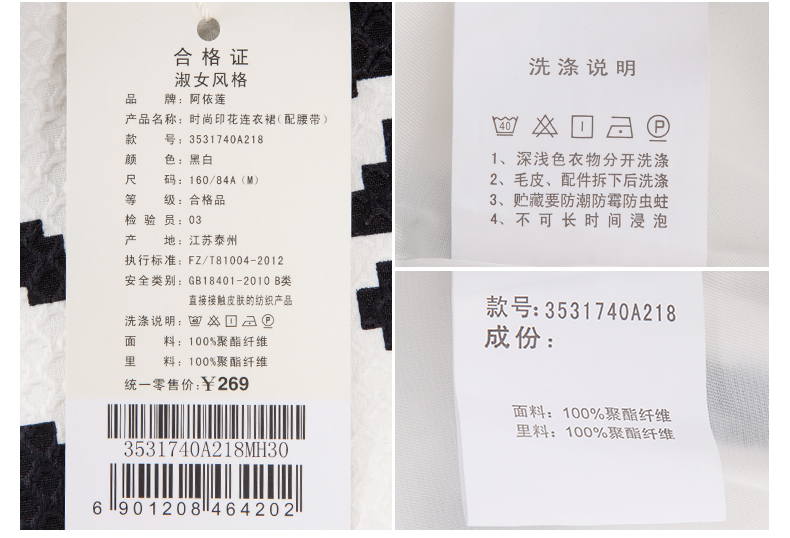 合格证
淑女风格
品 牌：阿依莲
产品名称：时尚印花连衣裙（配腰带）
款 号：3531740A218
颜 色：黑白
尺 码：160/84A（M）
等 级：合格品
检 验 员：03
产 地：江苏泰州
执行标准：FZ/T81004-2012
安全类别：GB18401-2010 B类
直接接触皮肤的纺织产品
洗涤说明：
面 料：100%聚酯纤维
里 料：100%聚酯纤维
统一零售价：￥269
3531740A218MH30
6 901208 464202
洗涤说明
40 P
1、深浅色衣物分开洗涤
2、毛皮、配件拆下后洗涤
3、贮藏要防潮防霉防虫蛀
4、不可长时间浸泡
款号：3531740A218
成份：
面料：100%聚酯纤维
里料：100%聚酯纤维